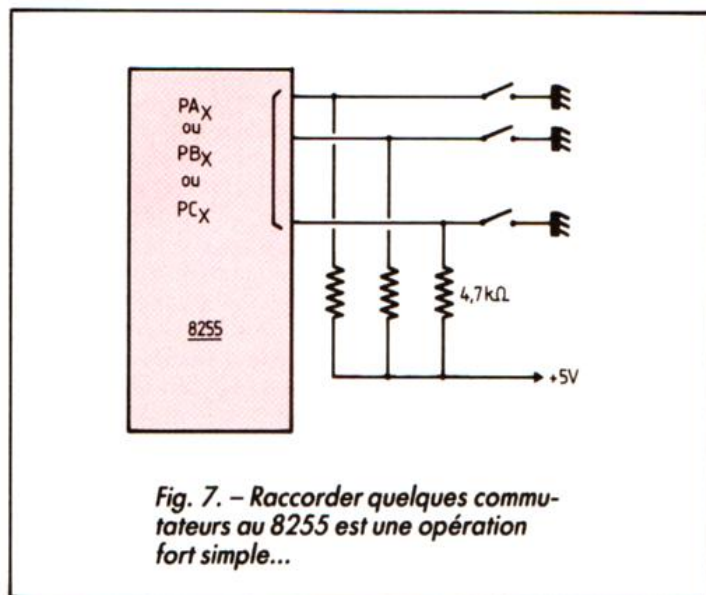 PAX
ou
PBX
ou
PCX
8255
4,7kΩ
+5V
Fig. 7. – Raccorder quelques commu-
tateurs au 8255 est une opération
fort simple...